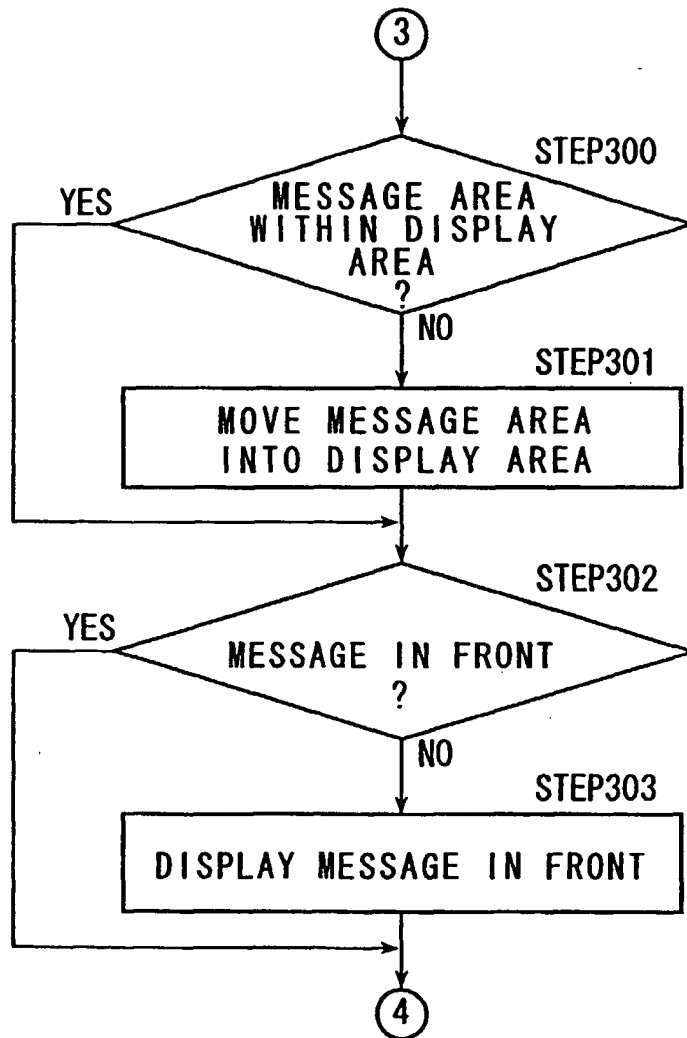 3
STEP300
YES
MESSAGE AREA
WITHIN DISPLAY
AREA
?
NO
STEP301
MOVE MESSAGE AREA
INTO DISPLAY AREA
STEP302
YES
MESSAGE IN FRONT
?
NO
STEP303
DISPLAY MESSAGE IN FRONT
4